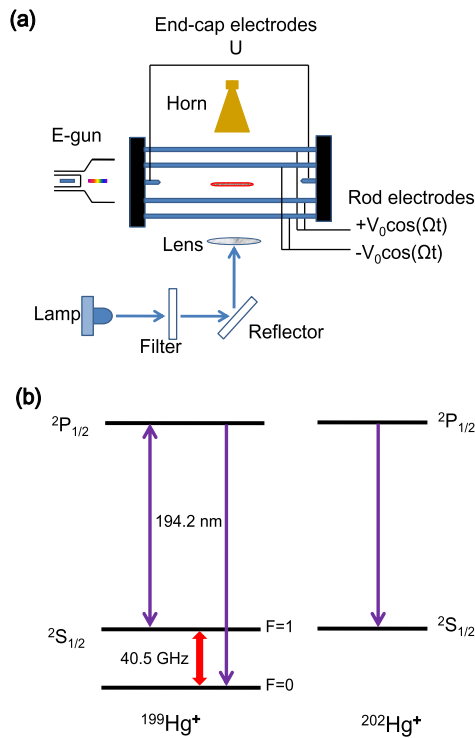 (a)
End-cap electrodes
U
Horn
E-gun
Rod electrodes
+V₀cos(Ωt)
-V₀cos(Ωt)
Lens
Lamp
Filter
Reflector
(b)
²P₁/₂
²P₁/₂
194.2 nm
²S₁/₂
F=1
²S₁/₂
40.5 GHz
F=0
¹⁹⁹Hg⁺
²⁰²Hg⁺